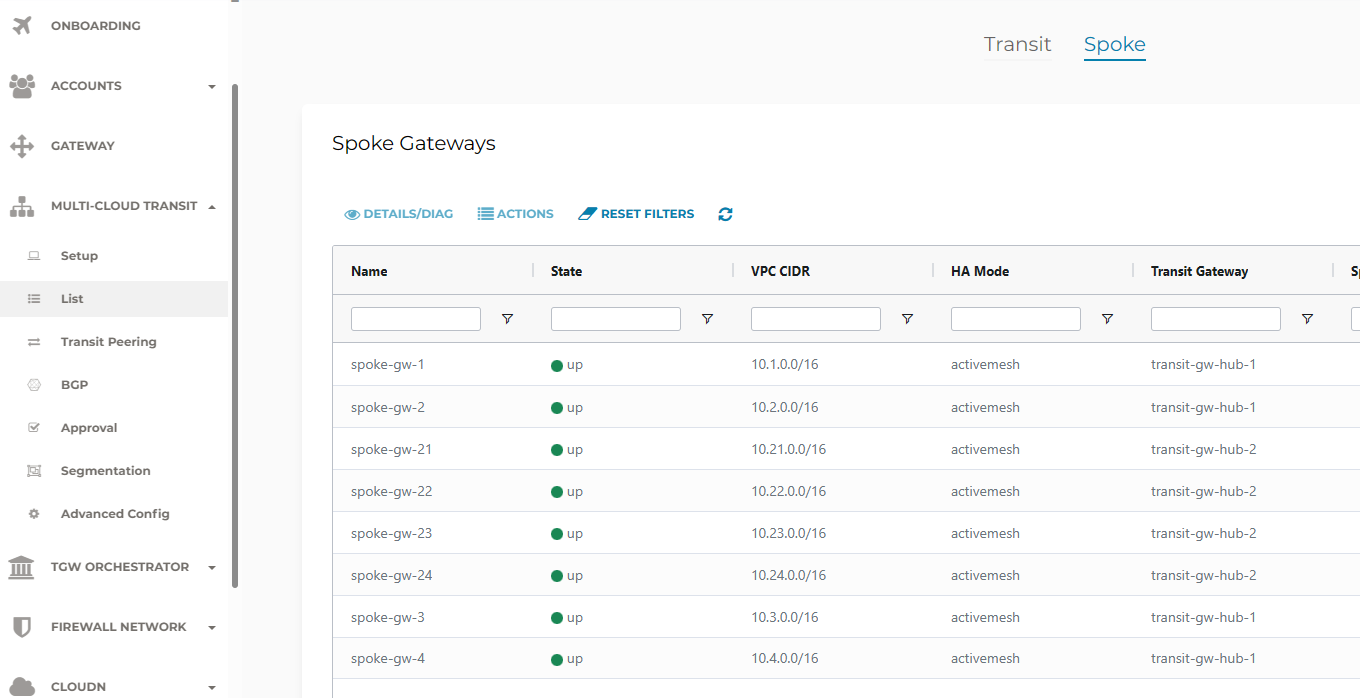 ONBOARDING
ACCOUNTS
GATEWAY
MULTI-CLOUD TRANSIT
Setup
List
Transit Peering
BGP
Approval
Segmentation
Advanced Config
TGW ORCHESTRATOR
FIREWALL NETWORK
CLOUDN
Transit Spoke
Spoke Gateways
DETAILS/DIAG ACTIONS RESET FILTERS
Name State VPC CIDR HA Mode Transit Gateway
spoke-gw-1 up 10.1.0.0/16 activemesh transit-gw-hub-1
spoke-gw-2 up 10.2.0.0/16 activemesh transit-gw-hub-1
spoke-gw-21 up 10.21.0.0/16 activemesh transit-gw-hub-2
spoke-gw-22 up 10.22.0.0/16 activemesh transit-gw-hub-2
spoke-gw-23 up 10.23.0.0/16 activemesh transit-gw-hub-2
spoke-gw-24 up 10.24.0.0/16 activemesh transit-gw-hub-2
spoke-gw-3 up 10.3.0.0/16 activemesh transit-gw-hub-1
spoke-gw-4 up 10.4.0.0/16 activemesh transit-gw-hub-1